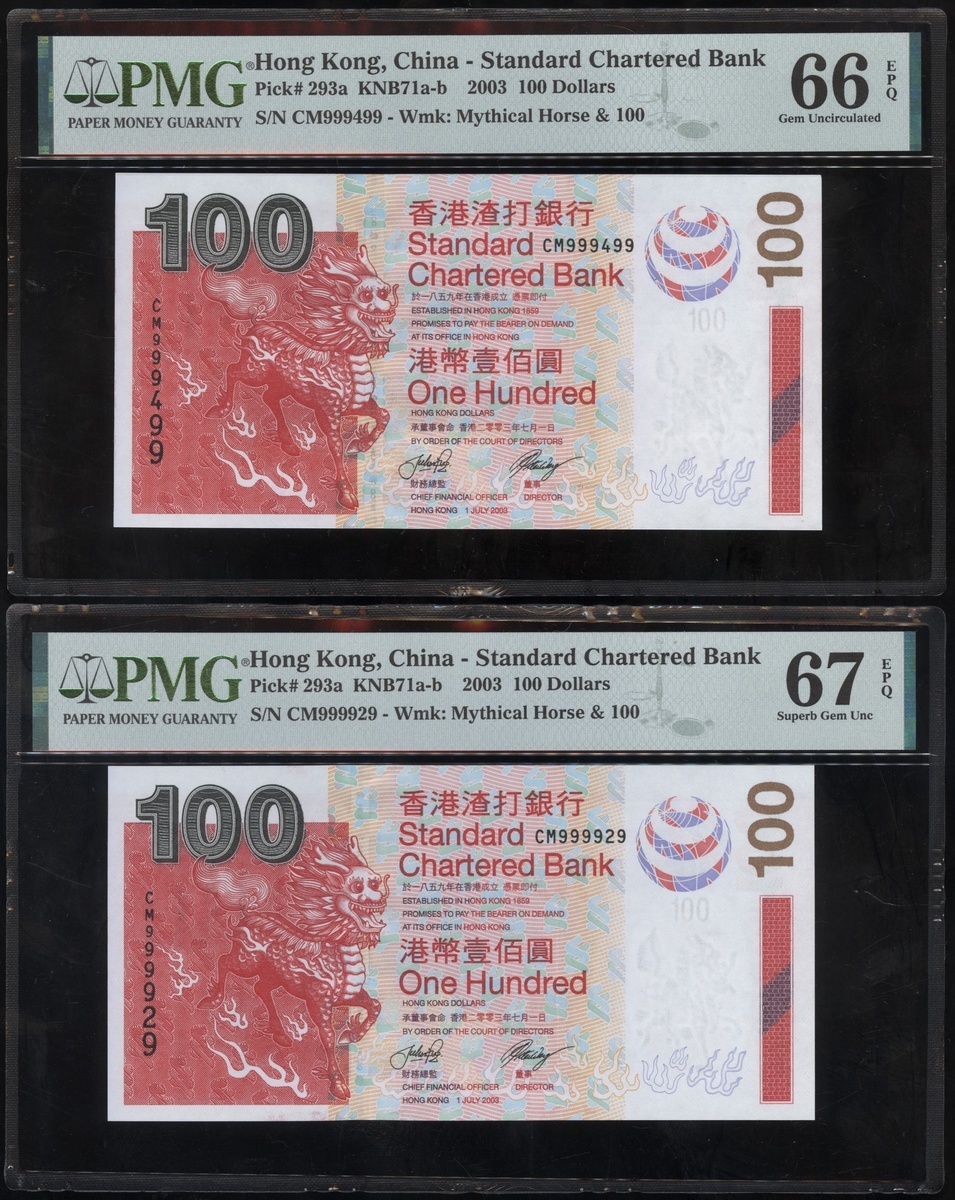 PMG®
PAPER MONEY GUARANTY
Hong Kong, China - Standard Chartered Bank
Pick# 293a KNB71a-b 2003 100 Dollars
S/N CM999499 - Wmk: Mythical Horse & 100
66
EPQ
Gem Uncirculated
100
CM999499
香港渣打銀行
Standard CM999499
Chartered Bank
於一八五九年在香港成立 憑票即付
ESTABLISHED IN HONG KONG 1859
PROMISES TO PAY THE BEARER ON DEMAND
AT ITS OFFICE IN HONG KONG
港幣壹佰圓
One Hundred
HONG KONG DOLLARS
承董事會命 香港二零零三年七月一日
BY ORDER OF THE COURT OF DIRECTORS
財務總監 董事
CHIEF FINANCIAL OFFICER DIRECTOR
HONG KONG 1 JULY 2003
100
100
PMG®
PAPER MONEY GUARANTY
Hong Kong, China - Standard Chartered Bank
Pick# 293a KNB71a-b 2003 100 Dollars
S/N CM999929 - Wmk: Mythical Horse & 100
67
EPQ
Superb Gem Unc
100
CM999929
香港渣打銀行
Standard CM999929
Chartered Bank
於一八五九年在香港成立 憑票即付
ESTABLISHED IN HONG KONG 1859
PROMISES TO PAY THE BEARER ON DEMAND
AT ITS OFFICE IN HONG KONG
港幣壹佰圓
One Hundred
HONG KONG DOLLARS
承董事會命 香港二零零三年七月一日
BY ORDER OF THE COURT OF DIRECTORS
財務總監 董事
CHIEF FINANCIAL OFFICER DIRECTOR
HONG KONG 1 JULY 2003
100
100